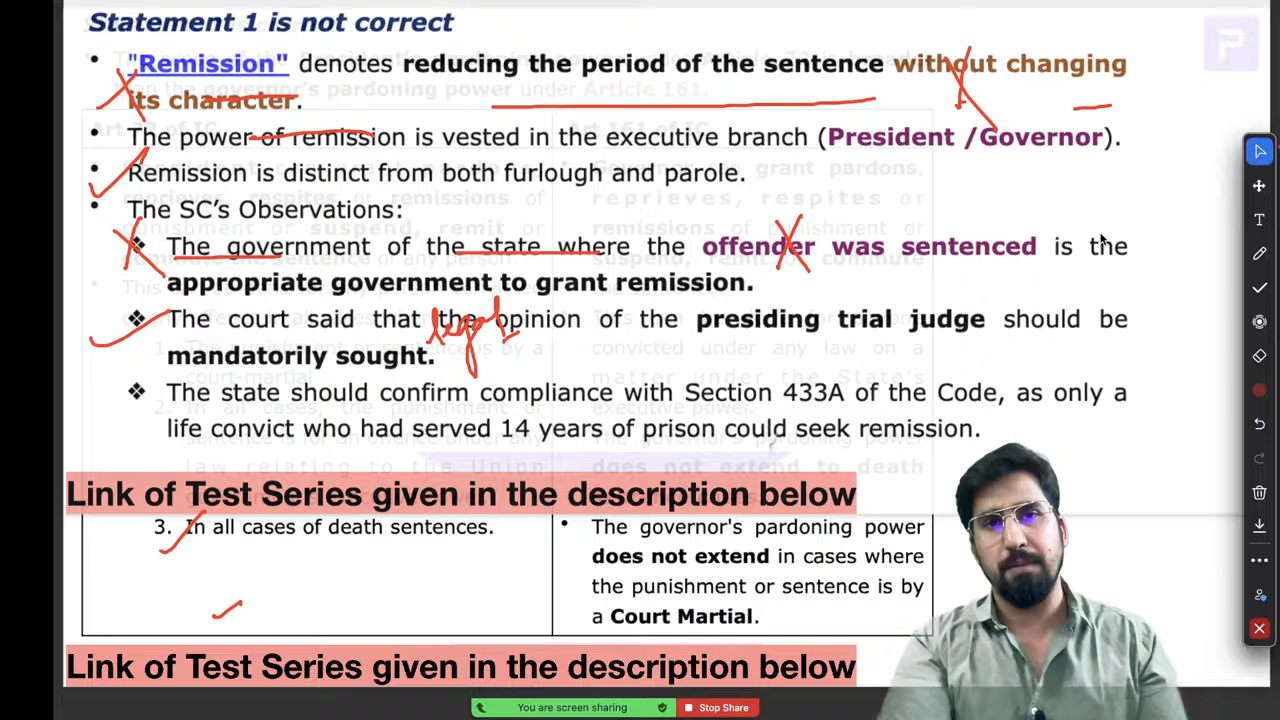 Statement 1 is not correct
• "Remission" denotes reducing the period of the sentence without changing
its character.
• The power of remission is vested in the executive branch (President /Governor).
• Remission is distinct from both furlough and parole.
• The SC's Observations:
❖ The government of the state where the offender was sentenced is the
appropriate government to grant remission.
❖ The court said that the opinion of the presiding trial judge should be
legal
mandatorily sought.
❖ The state should confirm compliance with Section 433A of the Code, as only a
life convict who had served 14 years of prison could seek remission.
Link of Test Series given in the description below
3. In all cases of death sentences.
• The governor's pardoning power
does not extend in cases where
the punishment or sentence is by
a Court Martial.
Link of Test Series given in the description below
You are screen sharing
Stop Share